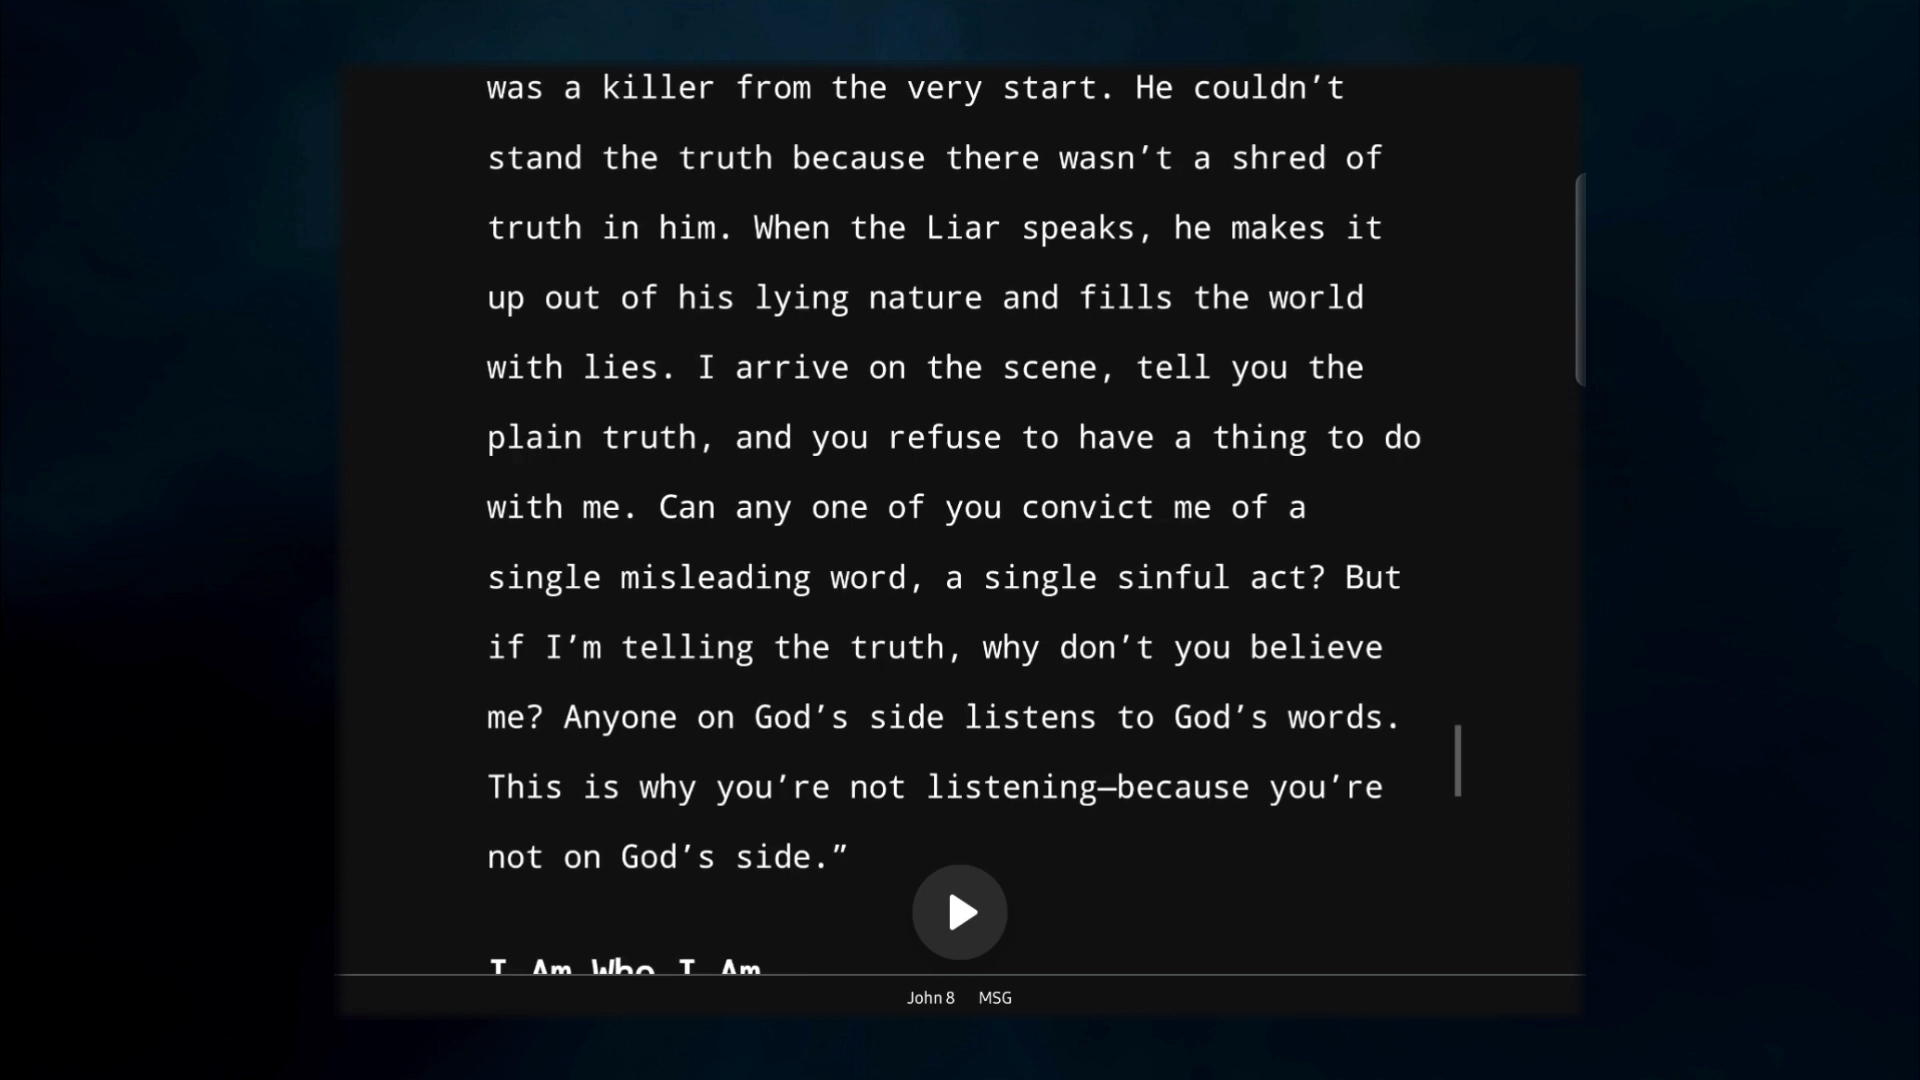 was a killer from the very start. He couldn’t
stand the truth because there wasn’t a shred of
truth in him. When the Liar speaks, he makes it
up out of his lying nature and fills the world
with lies. I arrive on the scene, tell you the
plain truth, and you refuse to have a thing to do
with me. Can any one of you convict me of a
single misleading word, a single sinful act? But
if I’m telling the truth, why don’t you believe
me? Anyone on God’s side listens to God’s words.
This is why you’re not listening—because you’re
not on God’s side.”
I Am Who I Am
John 8 MSG